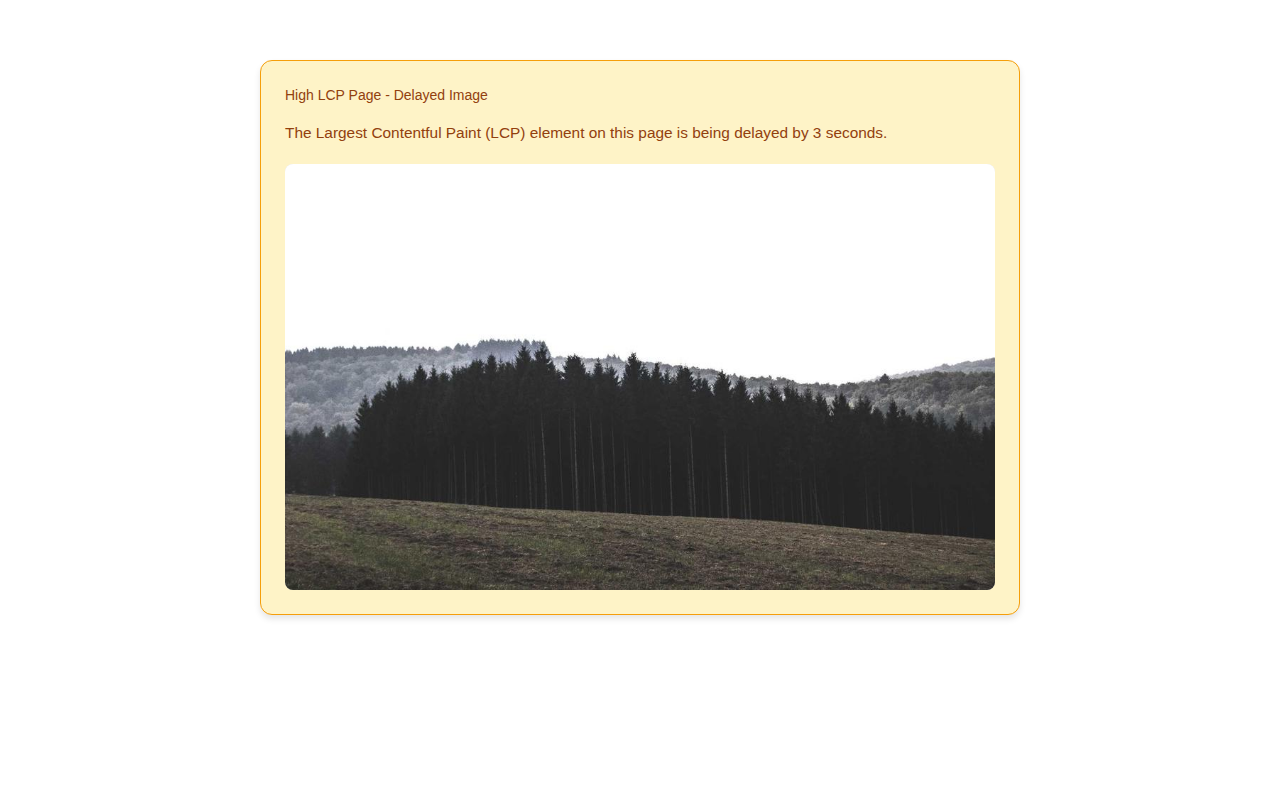 High LCP Page - Delayed Image
The Largest Contentful Paint (LCP) element on this page is being delayed by 3 seconds.